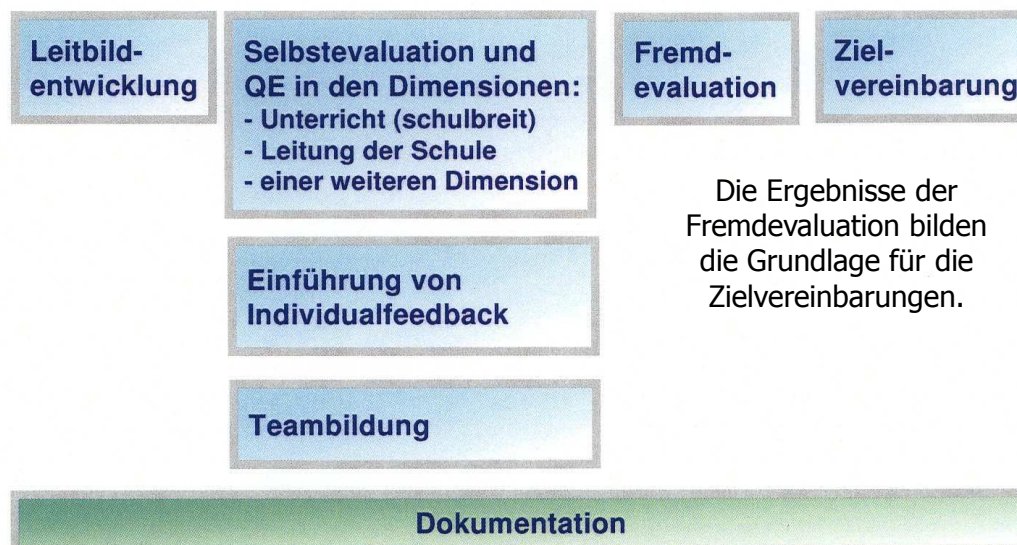 Leitbild-
entwicklung
Selbstevaluation und
QE in den Dimensionen:
- Unterricht (schulbreit)
- Leitung der Schule
- einer weiteren Dimension
Fremd-
evaluation
Ziel-
vereinbarung
Die Ergebnisse der
Fremdevaluation bilden
die Grundlage für die
Zielvereinbarungen.
Einführung von
Individualfeedback
Teambildung
Dokumentation